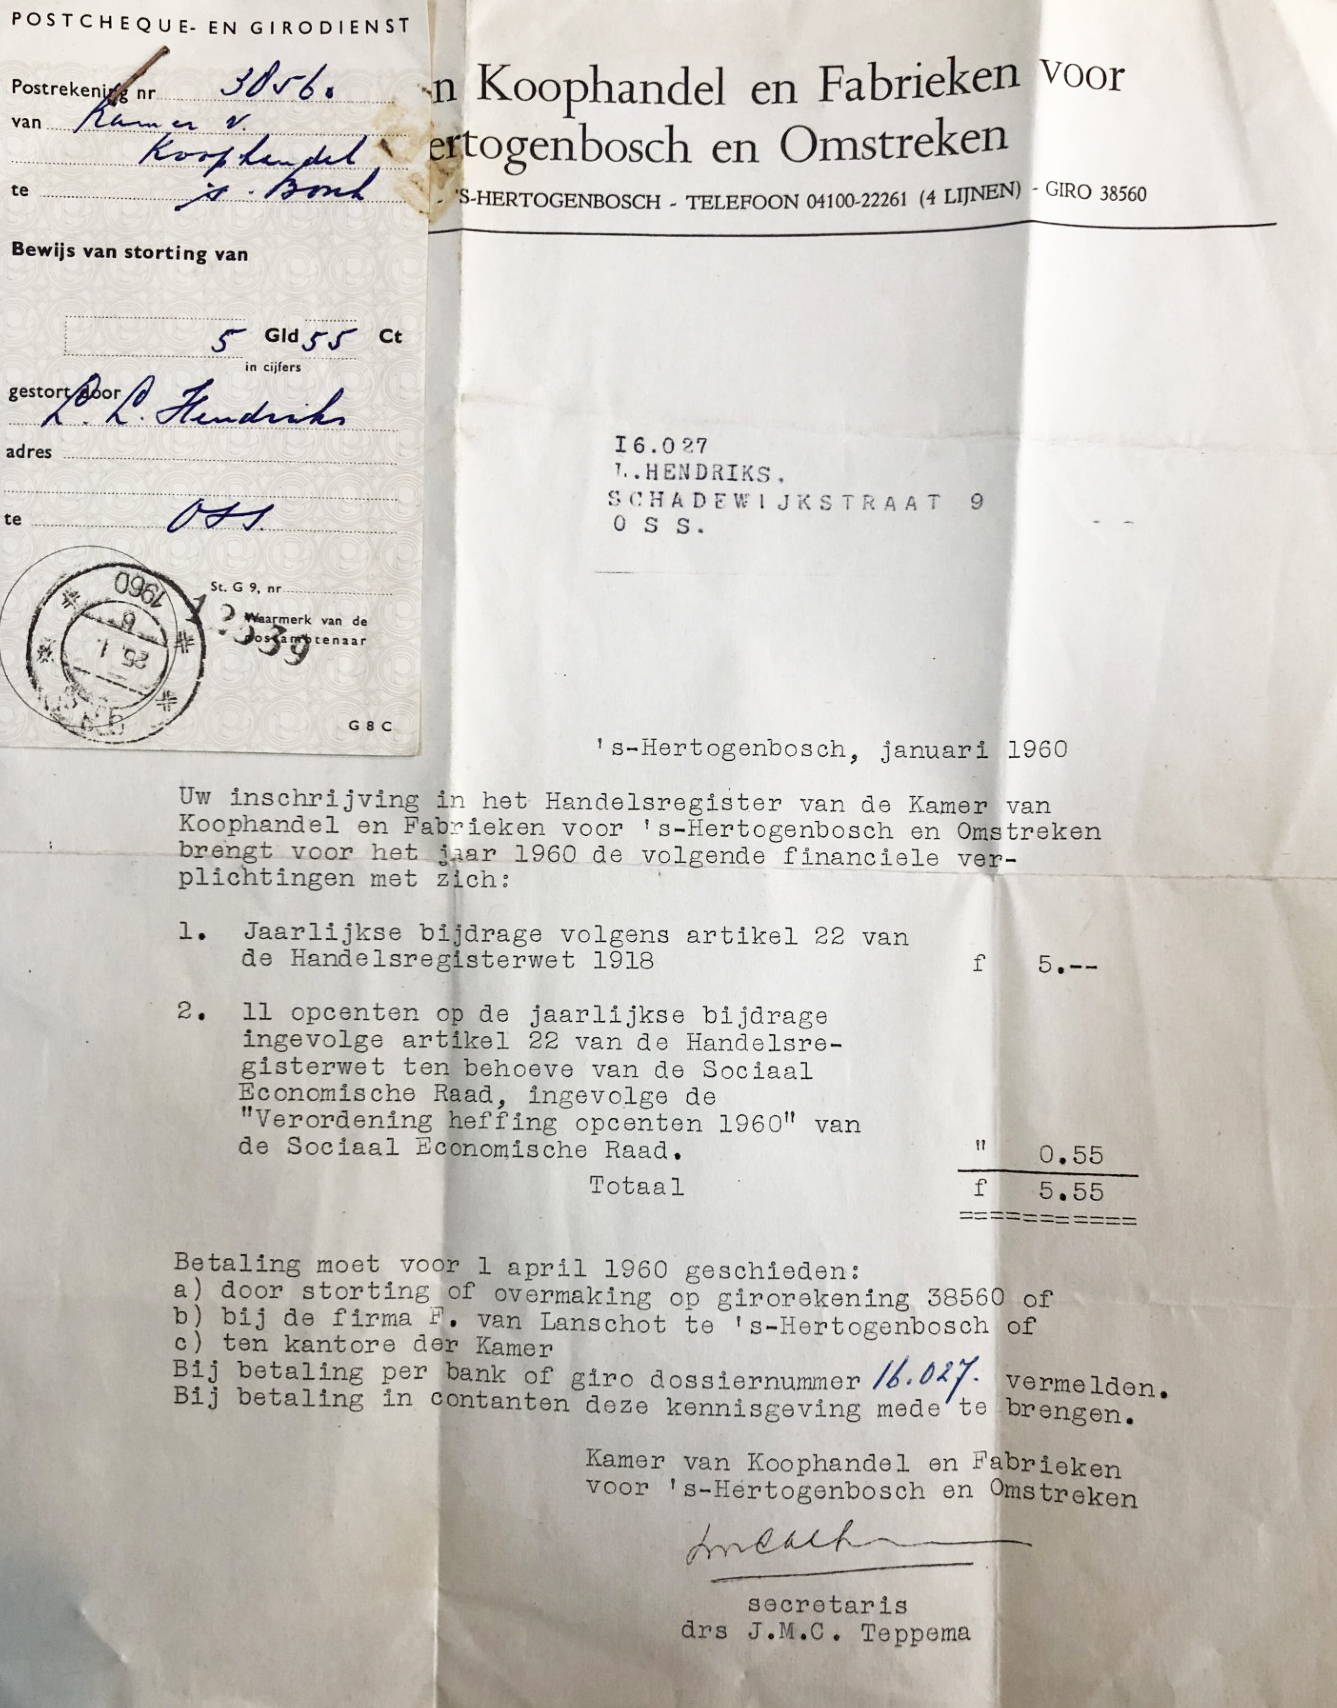 POSTCHEQUE- EN GIRODIENST
Postrekening nr 3856.
van Kamer v.
Koophandel
te 's-Bosch
Bewijs van storting van
5 Gld 55 Ct
in cijfers
gestort door
L. Hendriks
adres
te Oss.
1960
25.1
St. G 9, nr
Waarmerk van de
postambtenaar
G 8 C
n Koophandel en Fabrieken voor
ertogenbosch en Omstreken
- 'S-HERTOGENBOSCH - TELEFOON 04100-22261 (4 LIJNEN) - GIRO 38560
I6.027
L.HENDRIKS.
SCHADEWIJKSTRAAT 9
O S S.
's-Hertogenbosch, januari 1960
Uw inschrijving in het Handelsregister van de Kamer van
Koophandel en Fabrieken voor 's-Hertogenbosch en Omstreken
brengt voor het jaar 1960 de volgende financiele ver-
plichtingen met zich:
1. Jaarlijkse bijdrage volgens artikel 22 van
de Handelsregisterwet 1918 f 5.--
2. 11 opcenten op de jaarlijkse bijdrage
ingevolge artikel 22 van de Handelsre-
gisterwet ten behoeve van de Sociaal
Economische Raad, ingevolge de
"Verordening heffing opcenten 1960" van
de Sociaal Economische Raad. " 0.55
Totaal f 5.55
===========
Betaling moet voor 1 april 1960 geschieden:
a) door storting of overmaking op girorekening 38560 of
b) bij de firma F. van Lanschot te 's-Hertogenbosch of
c) ten kantore der Kamer
Bij betaling per bank of giro dossiernummer 16.027. vermelden.
Bij betaling in contanten deze kennisgeving mede te brengen.
Kamer van Koophandel en Fabrieken
voor 's-Hertogenbosch en Omstreken
secretaris
drs J.M.C. Teppema